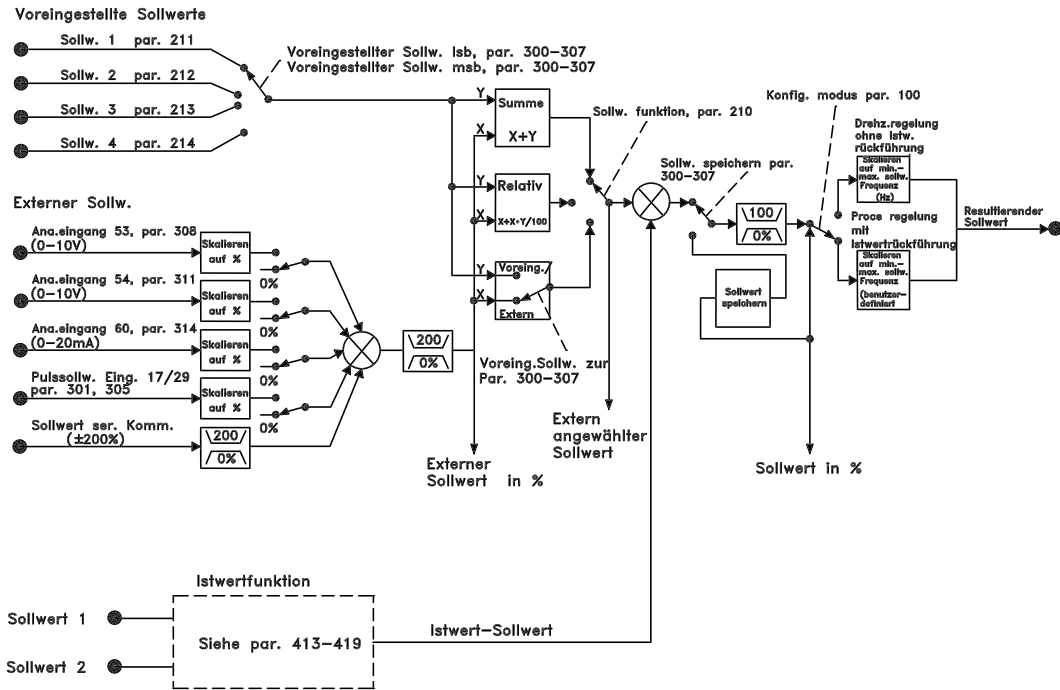 Voreingestellte Sollwerte
Sollw. 1 par. 211
Sollw. 2 par. 212
Sollw. 3 par. 213
Sollw. 4 par. 214
Voreingestellter Sollw. lsb, par. 300-307
Voreingestellter Sollw. msb, par. 300-307
Externer Sollw.
Ana.eingang 53, par. 308
(0-10V)
Skalieren
auf %
0%
Ana.eingang 54, par. 311
(0-10V)
Skalieren
auf %
0%
Ana.eingang 60, par. 314
(0-20mA)
Skalieren
auf %
0%
Pulssollw. Eing. 17/29
par. 301, 305
Skalieren
auf %
0%
Sollwert ser. Komm.
(±200%)
200
0%
200
0%
Y
Summe
X
X+Y
Y
Relativ
X
X+X*Y/100
Y
Voreing./
X
Extern
Sollw. funktion, par. 210
Voreing.Sollw. zur
Par. 300-307
Externer
Sollwert in %
Extern
angewählter
Sollwert
Sollw. speichern par.
300-307
100
0%
Sollwert
speichern
Sollwert in %
Konfig. modus par. 100
Drehz.regelung
ohne Istw.
rückführung
Skalieren
auf min.-
max. sollw.
Frequenz
(Hz)
Proce regelung
mit
Istwertrückführung
Skalieren
auf min.-
max. sollw.
Frequenz
(benutzer-
definiert
Resultierender
Sollwert
Istwertfunktion
Sollwert 1
Sollwert 2
Siehe par. 413-419
Istwert-Sollwert